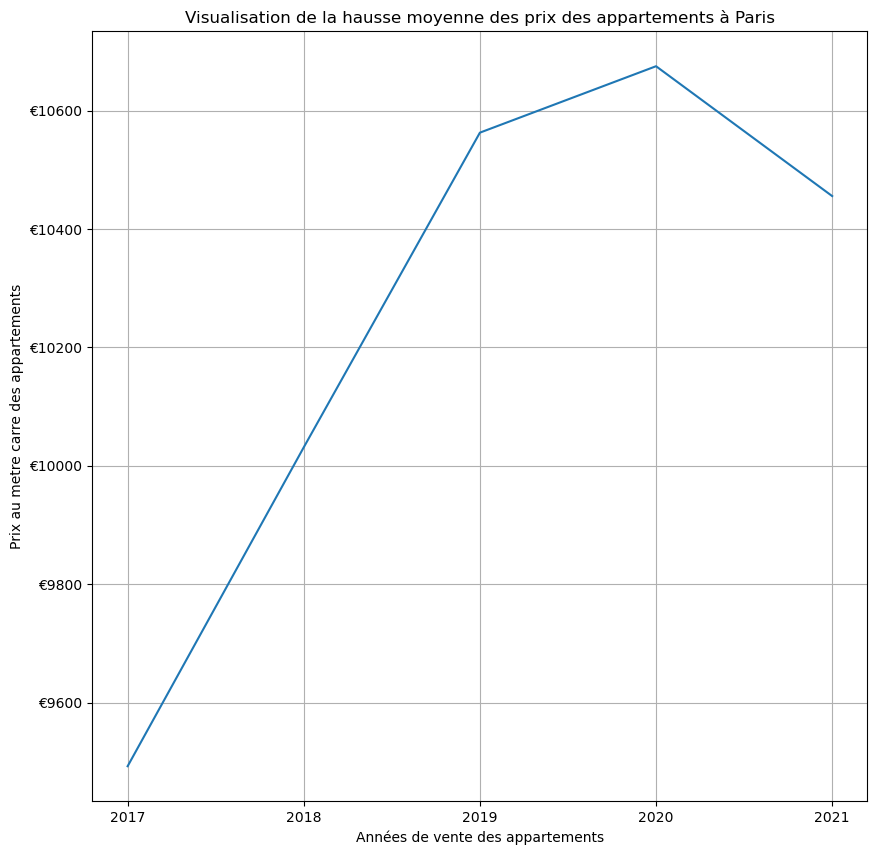 Visualisation de la hausse moyenne des prix des appartements à Paris
Prix au metre carre des appartements
€10600
€10400
€10200
€10000
€9800
€9600
2017 2018 2019 2020 2021
Années de vente des appartements